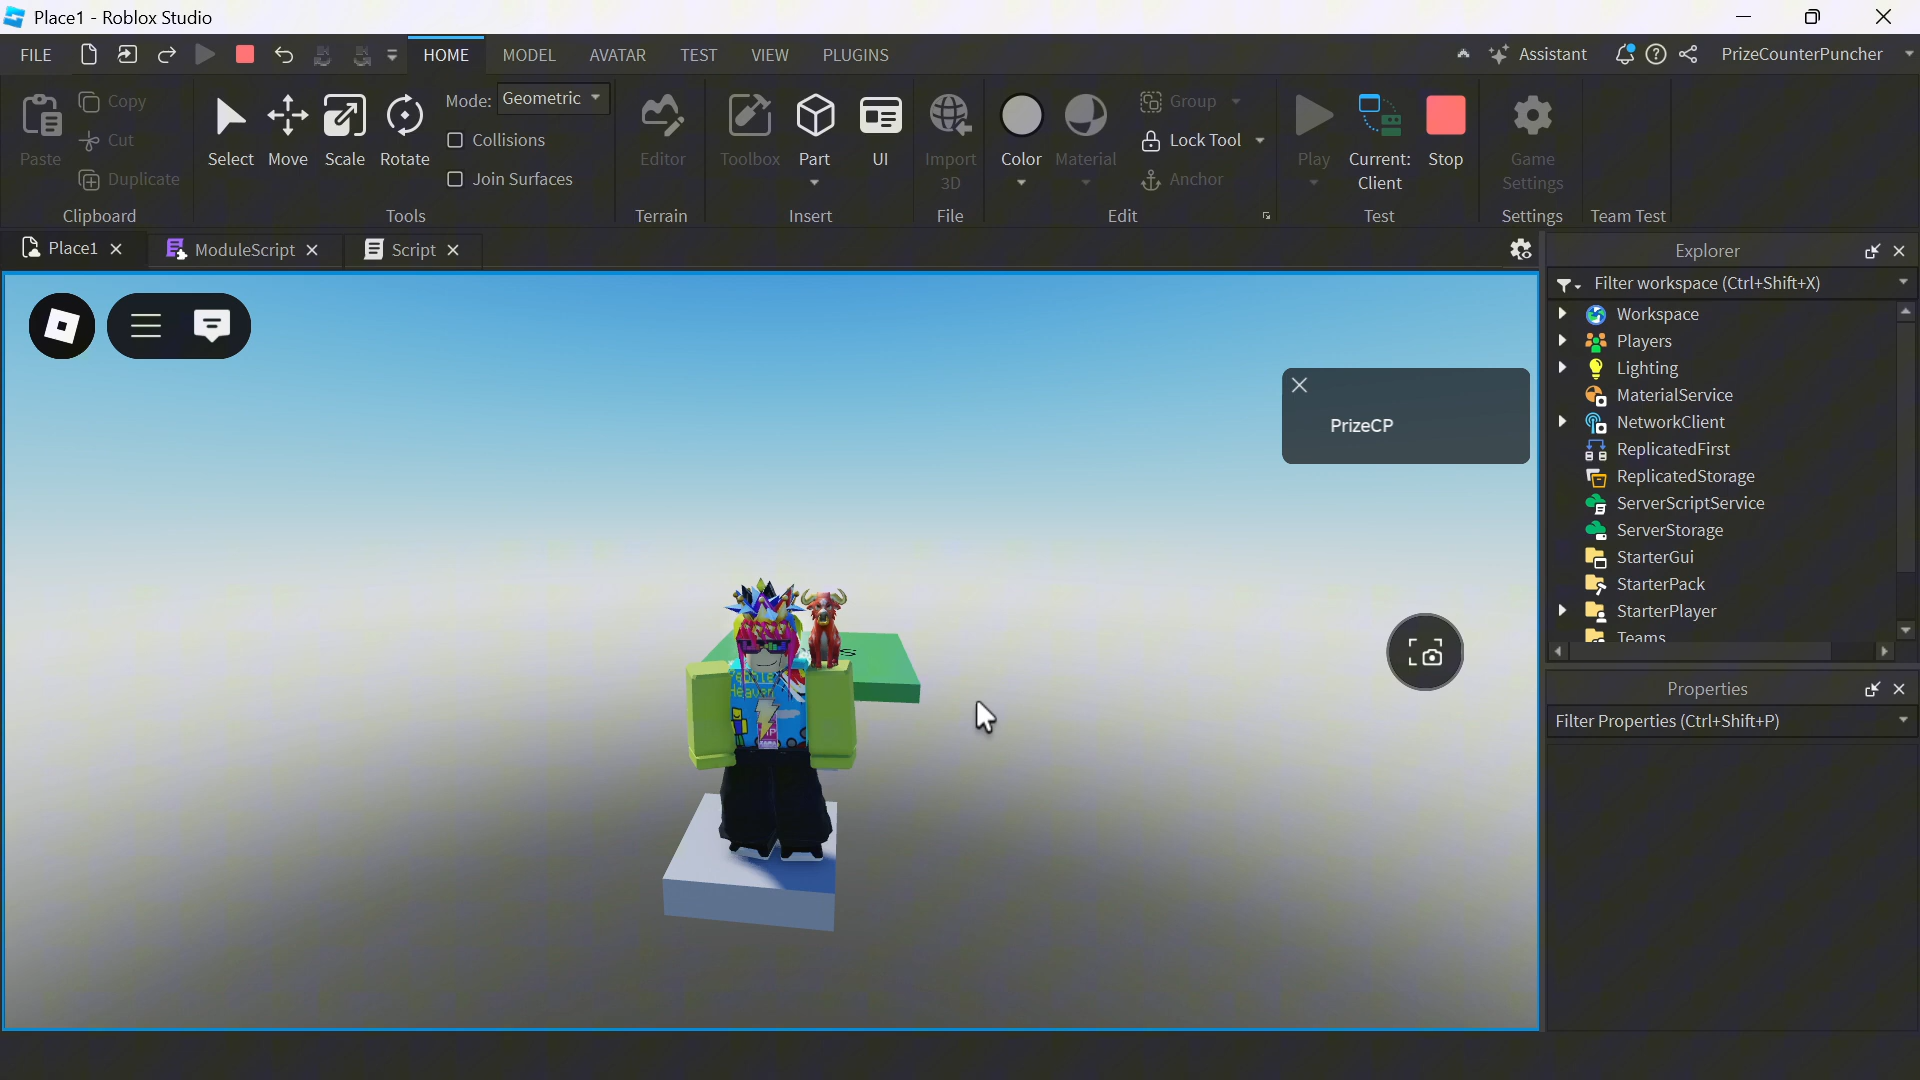 Place1 - Roblox Studio
FILE HOME MODEL AVATAR TEST VIEW PLUGINS Assistant PrizeCounterPuncher
Paste Copy
Cut
Duplicate
Clipboard
Select Move Scale Rotate
Mode: Geometric
Collisions
Join Surfaces
Tools
Editor
Terrain
Toolbox Part UI
Insert
Import
3D
File
Color Material
Group
Lock Tool
Anchor
Edit
Play Current:
Client
Stop
Test
Game
Settings
Settings
Team Test
Place1 ModuleScript Script
PrizeCP
Heaven
Explorer
Filter workspace (Ctrl+Shift+X)
Workspace
Players
Lighting
MaterialService
NetworkClient
ReplicatedFirst
ReplicatedStorage
ServerScriptService
ServerStorage
StarterGui
StarterPack
StarterPlayer
Teams
Properties
Filter Properties (Ctrl+Shift+P)